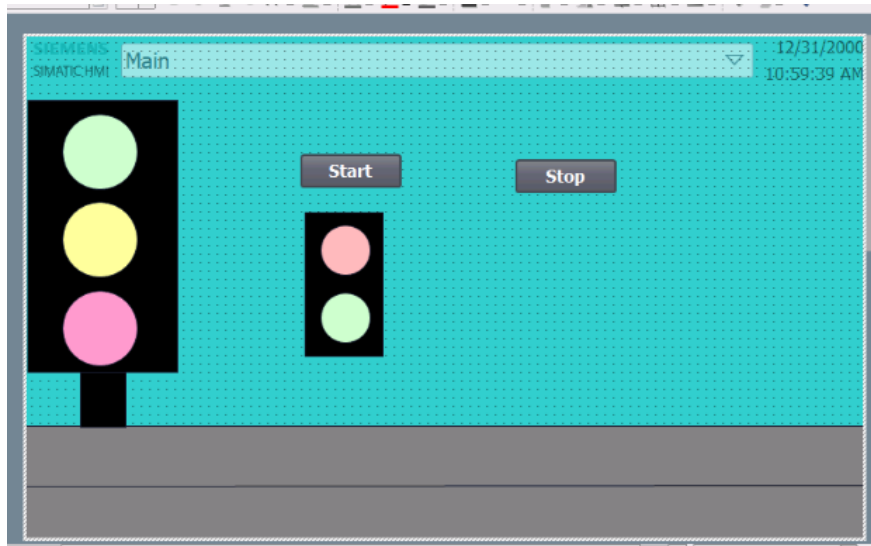 SIEMENS
SIMATIC HMI
Main
12/31/2000
10:59:39 AM
Start
Stop